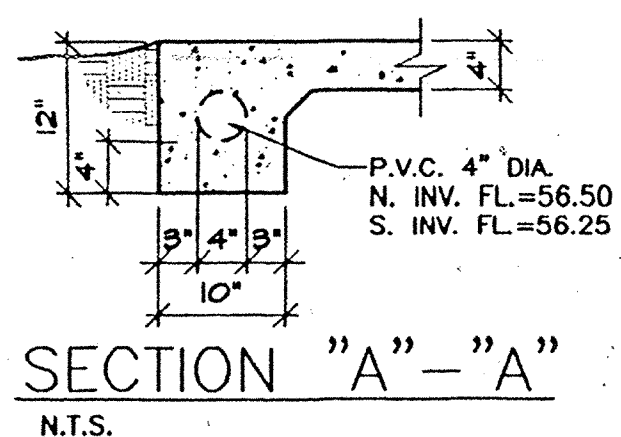 12"
4"
4"
P.V.C. 4" DIA.
N. INV. FL.=56.50
S. INV. FL.=56.25
3" 4" 3"
10"
SECTION "A"-"A"
N.T.S.